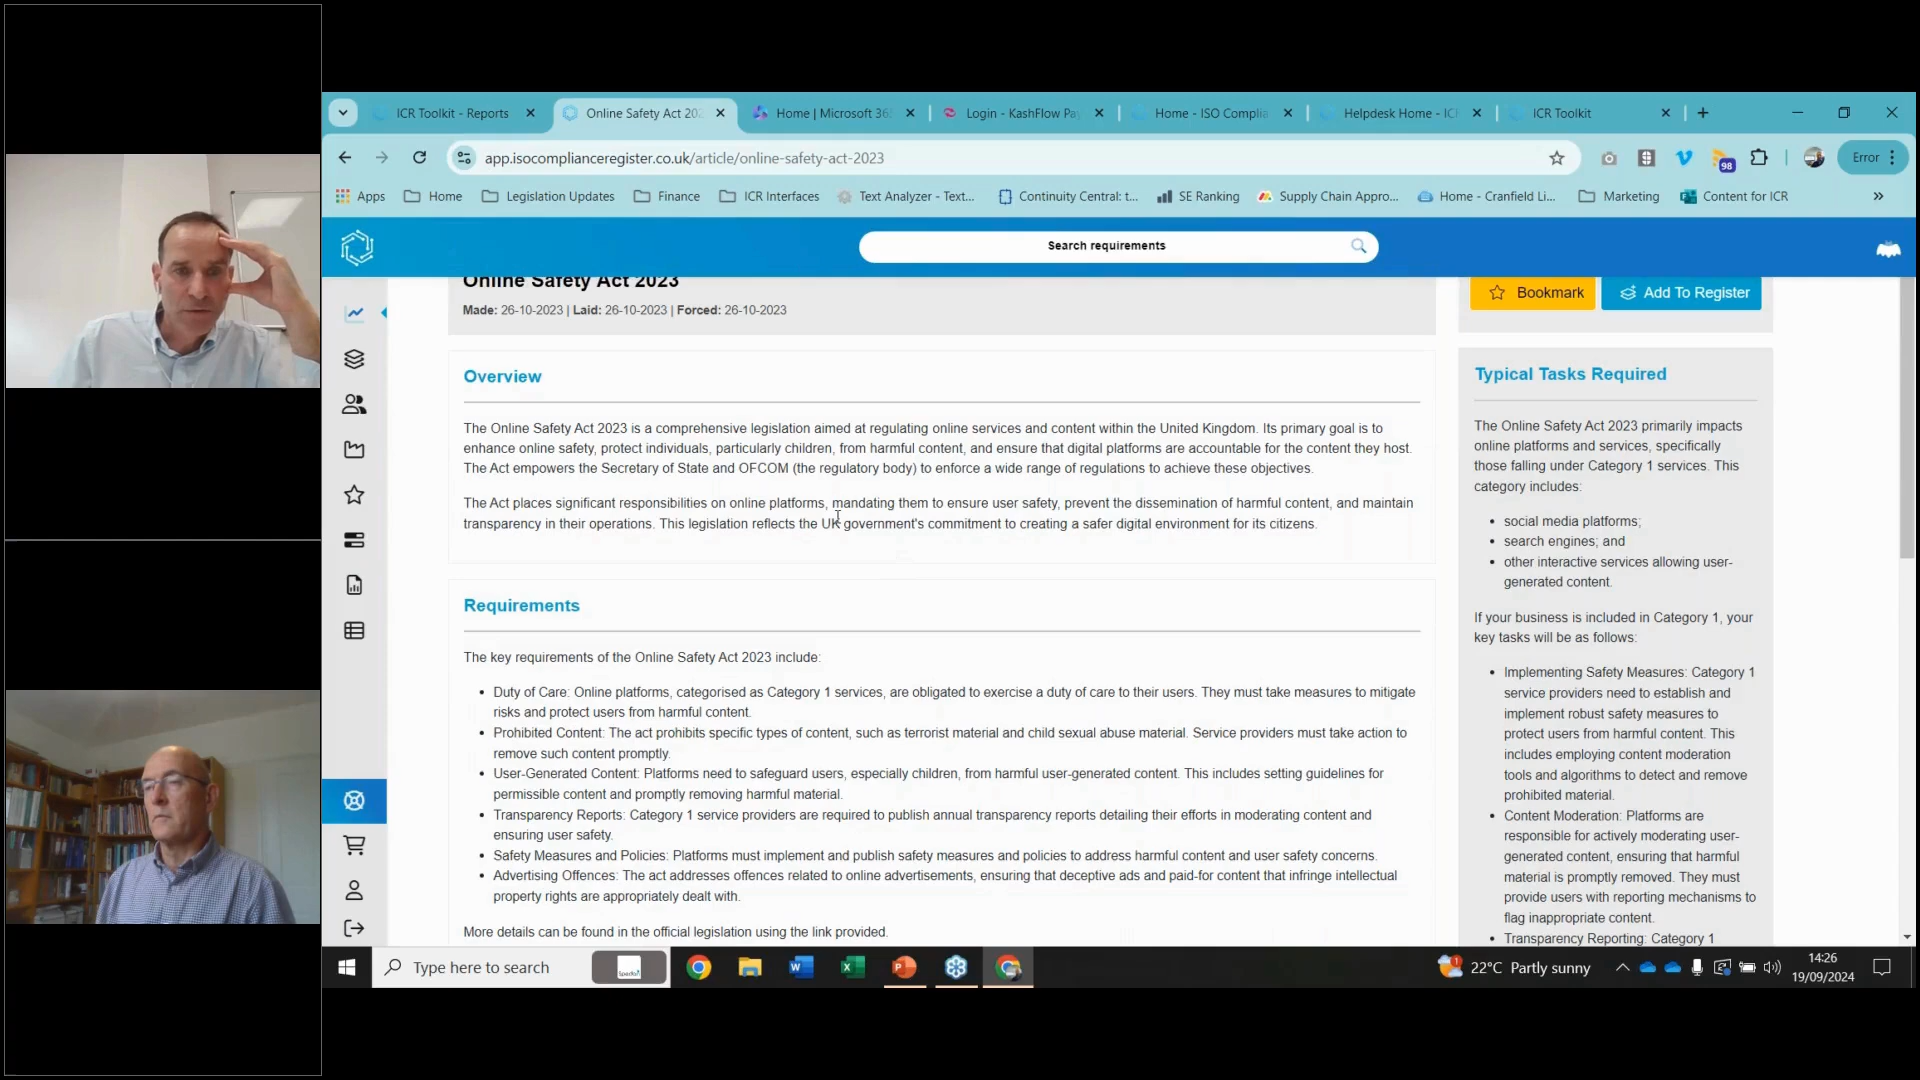 ICR Toolkit - Reports
Online Safety Act 202
Home | Microsoft 36
Login - KashFlow Pay
Home - ISO Complia
Helpdesk Home - ICR
ICR Toolkit
app.isocomplianceregister.co.uk/article/online-safety-act-2023
98
Error
Apps
Home
Legislation Updates
Finance
ICR Interfaces
Text Analyzer - Text...
Continuity Central: t...
SE Ranking
Supply Chain Appro...
Home - Cranfield Li...
Marketing
Content for ICR
Search requirements
Online Safety Act 2023
Made: 26-10-2023 | Laid: 26-10-2023 | Forced: 26-10-2023
Bookmark
Add To Register
Overview
The Online Safety Act 2023 is a comprehensive legislation aimed at regulating online services and content within the United Kingdom. Its primary goal is to
enhance online safety, protect individuals, particularly children, from harmful content, and ensure that digital platforms are accountable for the content they host.
The Act empowers the Secretary of State and OFCOM (the regulatory body) to enforce a wide range of regulations to achieve these objectives.
The Act places significant responsibilities on online platforms, mandating them to ensure user safety, prevent the dissemination of harmful content, and maintain
transparency in their operations. This legislation reflects the UK government's commitment to creating a safer digital environment for its citizens.
Requirements
The key requirements of the Online Safety Act 2023 include:
Duty of Care: Online platforms, categorised as Category 1 services, are obligated to exercise a duty of care to their users. They must take measures to mitigate
risks and protect users from harmful content.
Prohibited Content: The act prohibits specific types of content, such as terrorist material and child sexual abuse material. Service providers must take action to
remove such content promptly.
User-Generated Content: Platforms need to safeguard users, especially children, from harmful user-generated content. This includes setting guidelines for
permissible content and promptly removing harmful material.
Transparency Reports: Category 1 service providers are required to publish annual transparency reports detailing their efforts in moderating content and
ensuring user safety.
Safety Measures and Policies: Platforms must implement and publish safety measures and policies to address harmful content and user safety concerns.
Advertising Offences: The act addresses offences related to online advertisements, ensuring that deceptive ads and paid-for content that infringe intellectual
property rights are appropriately dealt with.
More details can be found in the official legislation using the link provided.
Typical Tasks Required
The Online Safety Act 2023 primarily impacts
online platforms and services, specifically
those falling under Category 1 services. This
category includes:
social media platforms;
search engines; and
other interactive services allowing user-
generated content.
If your business is included in Category 1, your
key tasks will be as follows:
Implementing Safety Measures: Category 1
service providers need to establish and
implement robust safety measures to
protect users from harmful content. This
includes employing content moderation
tools and algorithms to detect and remove
prohibited material.
Content Moderation: Platforms are
responsible for actively moderating user-
generated content, ensuring that harmful
material is promptly removed. They must
provide users with reporting mechanisms to
flag inappropriate content.
Transparency Reporting: Category 1
Type here to search
22°C Partly sunny
14:26
19/09/2024